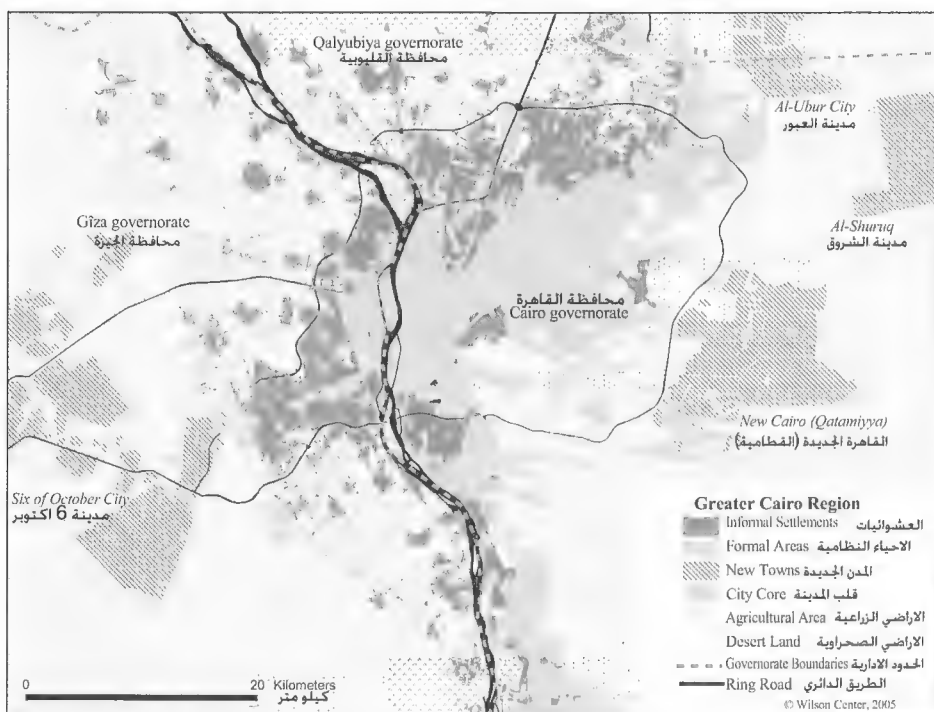 Qalyubiya governorate
محافظة القليوبية
Al-Ubur City
مدينة العبور
Gîza governorate
محافظة الجيزة
Al-Shuruq
مدينة الشروق
محافظة القاهرة
Cairo governorate
New Cairo (Qatamiyya)
القاهرة الجديدة (القطامية)
Six of October City
مدينة 6 اكتوبر
Greater Cairo Region
Informal Settlements العشوائيات
Formal Areas الاحياء النظامية
New Towns المدن الجديدة
City Core قلب المدينة
Agricultural Area الاراضي الزراعية
Desert Land الاراضي الصحراوية
Governorate Boundaries الحدود الادارية
Ring Road الطريق الدائري
© Wilson Center, 2005
0 20 Kilometers
كيلو متر